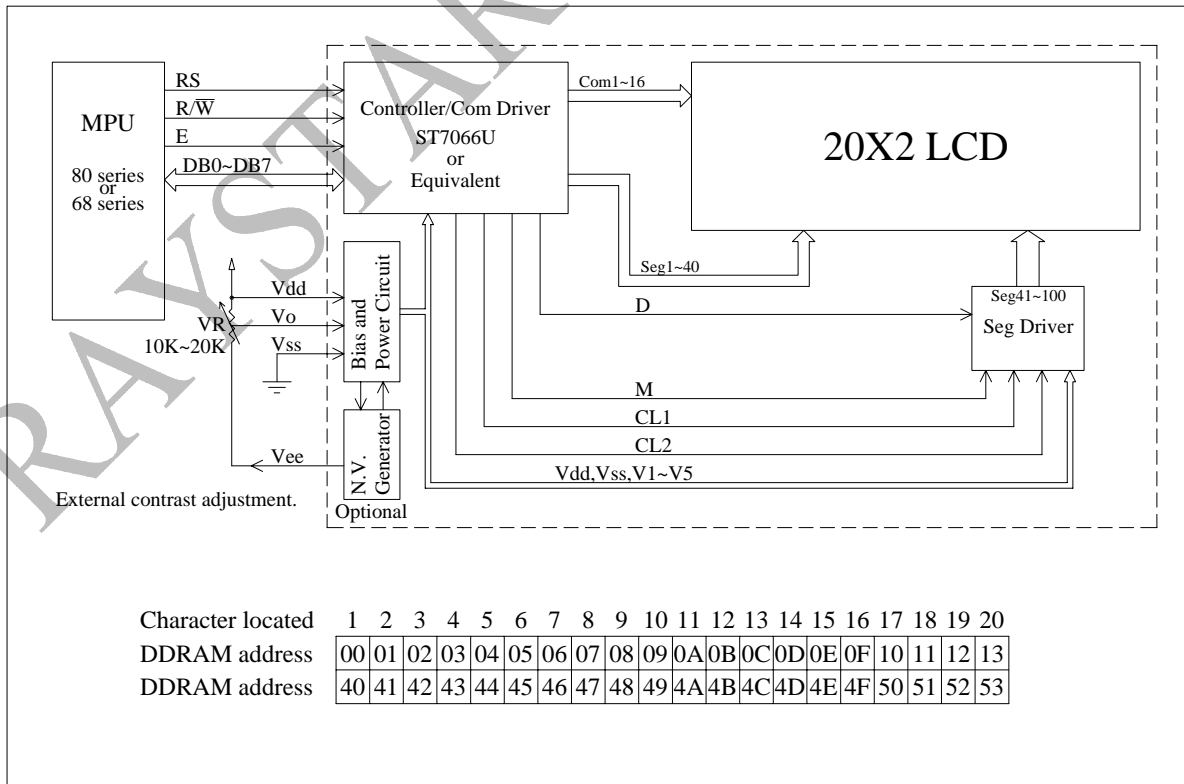 RAYSTAR
RS
R/W̅
E
DB0~DB7
MPU
80 series
or
68 series
Controller/Com Driver
ST7066U
or
Equivalent
Com1~16
20X2 LCD
Seg1~40
D
Seg41~100
Seg Driver
Vdd
Vo
Vss
VR
10K~20K
Bias and
Power Circuit
M
CL1
CL2
Vdd,Vss,V1~V5
N.V.
Generator
Vee
Optional
External contrast adjustment.
Character located 1 2 3 4 5 6 7 8 9 10 11 12 13 14 15 16 17 18 19 20
DDRAM address 00 01 02 03 04 05 06 07 08 09 0A 0B 0C 0D 0E 0F 10 11 12 13
DDRAM address 40 41 42 43 44 45 46 47 48 49 4A 4B 4C 4D 4E 4F 50 51 52 53